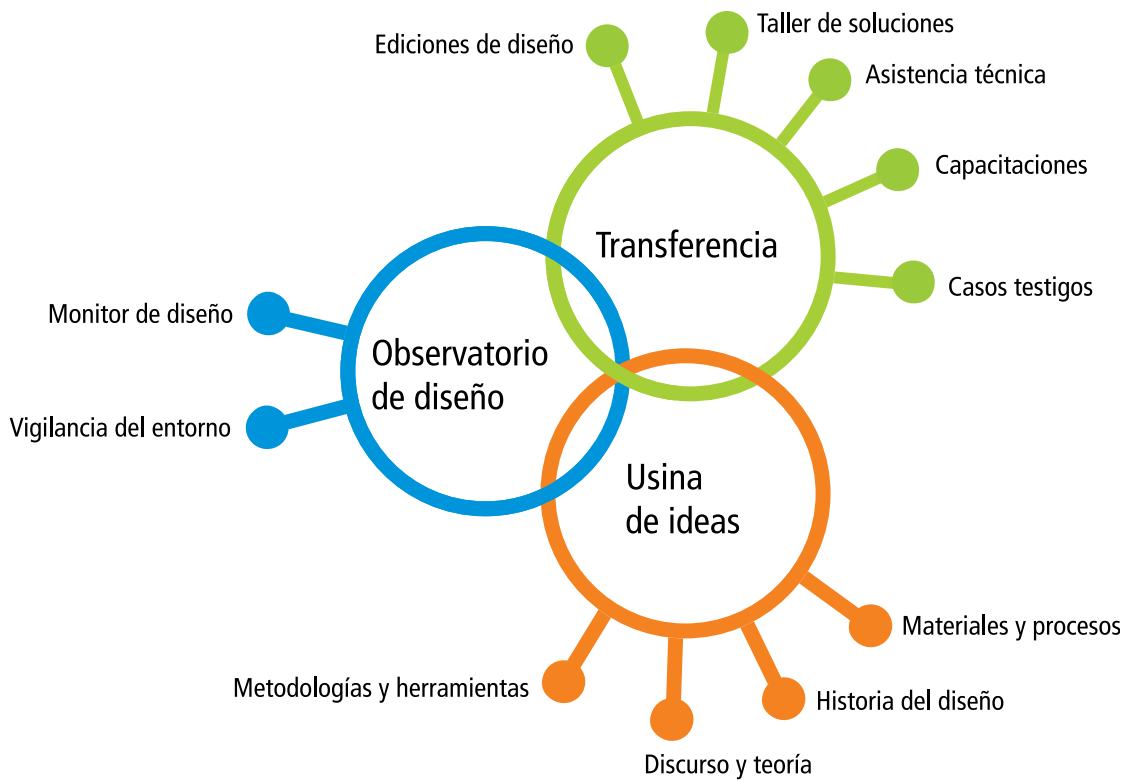 Taller de soluciones
Ediciones de diseño
Asistencia técnica
Capacitaciones
Transferencia
Casos testigos
Monitor de diseño
Observatorio
de diseño
Vigilancia del entorno
Usina
de ideas
Materiales y procesos
Metodologías y herramientas
Historia del diseño
Discurso y teoría